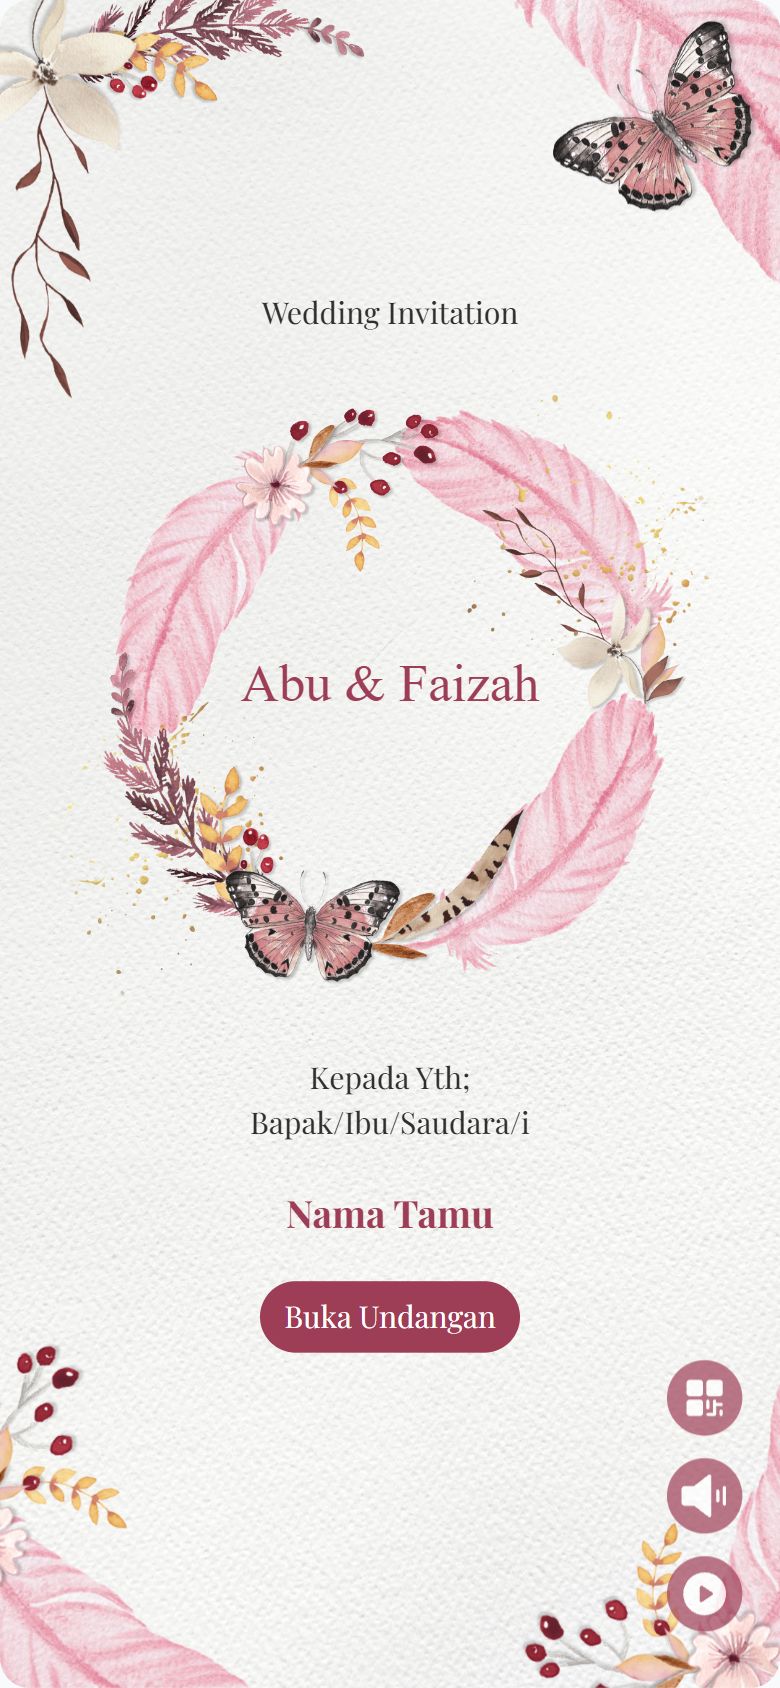 Wedding Invitation
Abu & Faizah
Kepada Yth;
Bapak/Ibu/Saudara/i
Nama Tamu
Buka Undangan